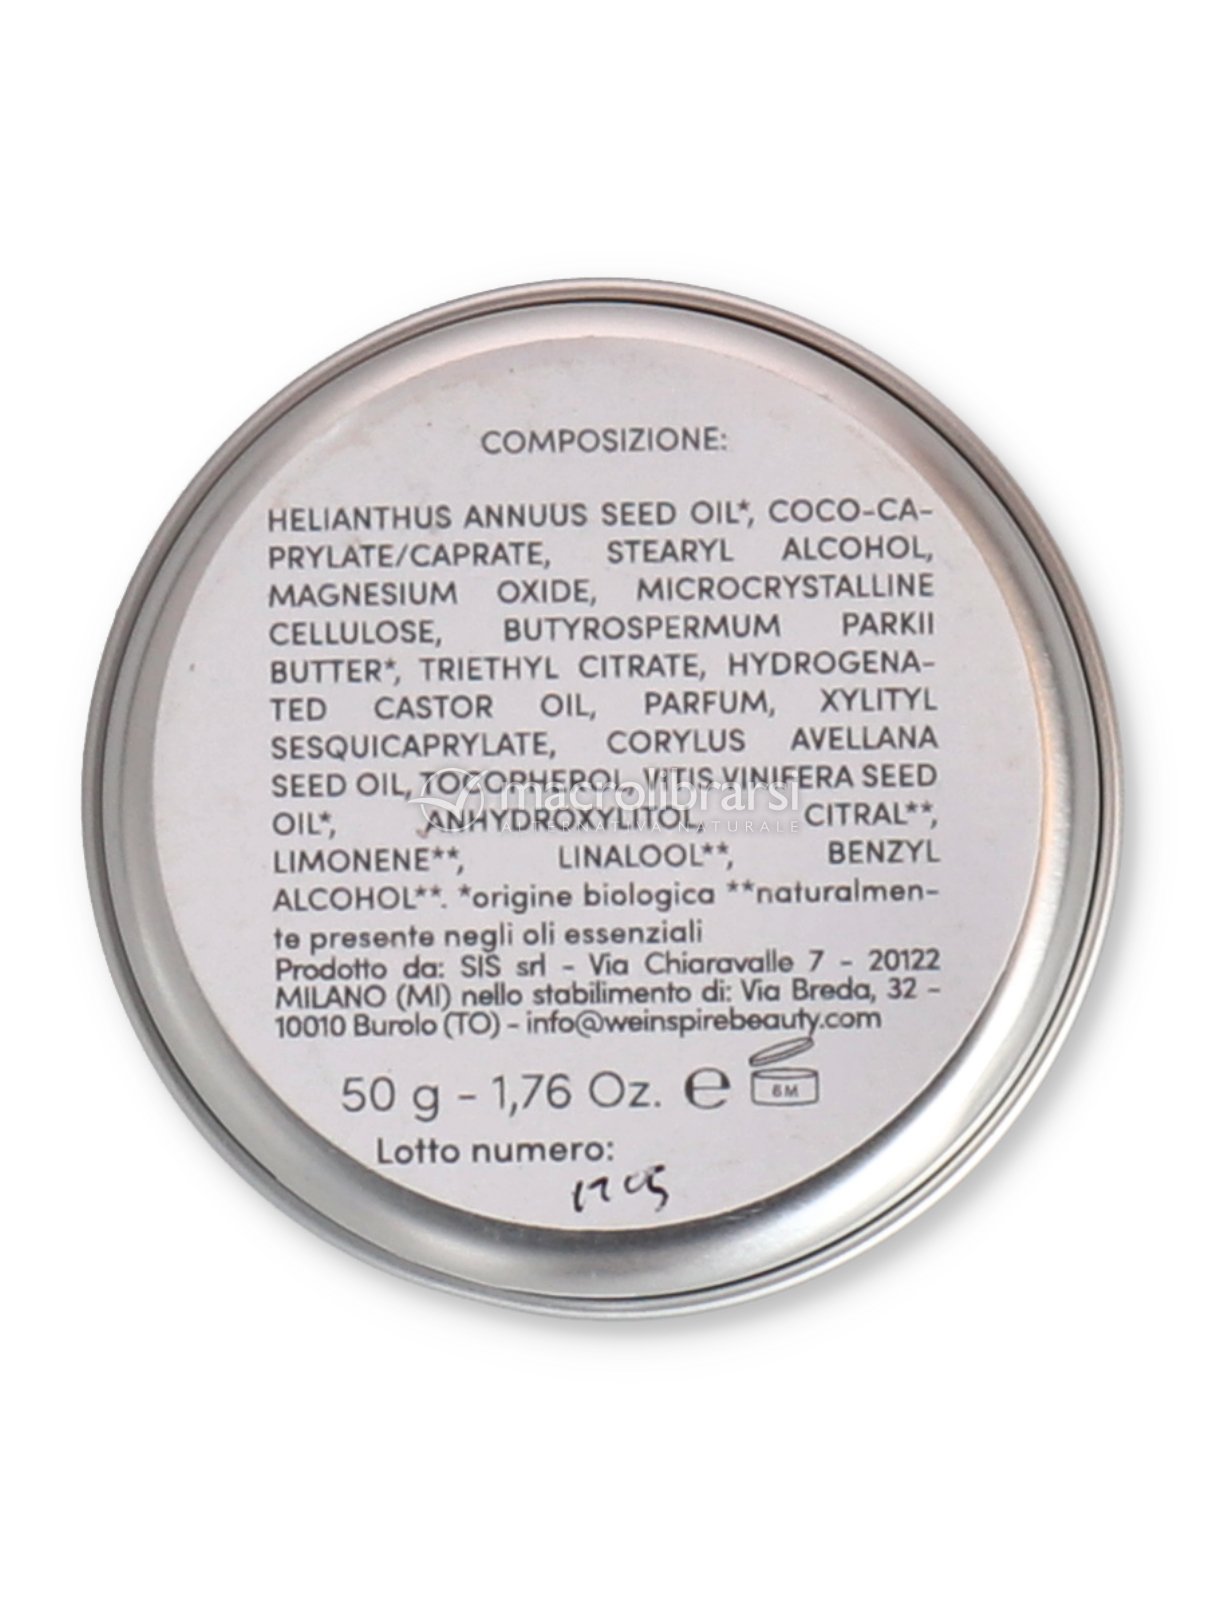 COMPOSIZIONE:
HELIANTHUS ANNUUS SEED OIL*, COCO-CA-
PRYLATE/CAPRATE, STEARYL ALCOHOL,
MAGNESIUM OXIDE, MICROCRYSTALLINE
CELLULOSE, BUTYROSPERMUM PARKII
BUTTER*, TRIETHYL CITRATE, HYDROGENA-
TED CASTOR OIL, PARFUM, XYLITYL
SESQUICAPRYLATE, CORYLUS AVELLANA
SEED OIL, TOCOPHEROL, VITIS VINIFERA SEED
macrolibrarsi
OIL*, ANHYDROXYLITOL, CITRAL**,
ALTERNATIVA NATURALE
LIMONENE**, LINALOOL**, BENZYL
ALCOHOL**. *origine biologica **naturalmen-
te presente negli oli essenziali
Prodotto da: SIS srl - Via Chiaravalle 7 - 20122
MILANO (MI) nello stabilimento di: Via Breda, 32 -
10010 Burolo (TO) - info@weinspirebeauty.com
50 g - 1,76 Oz. e 6M
Lotto numero: